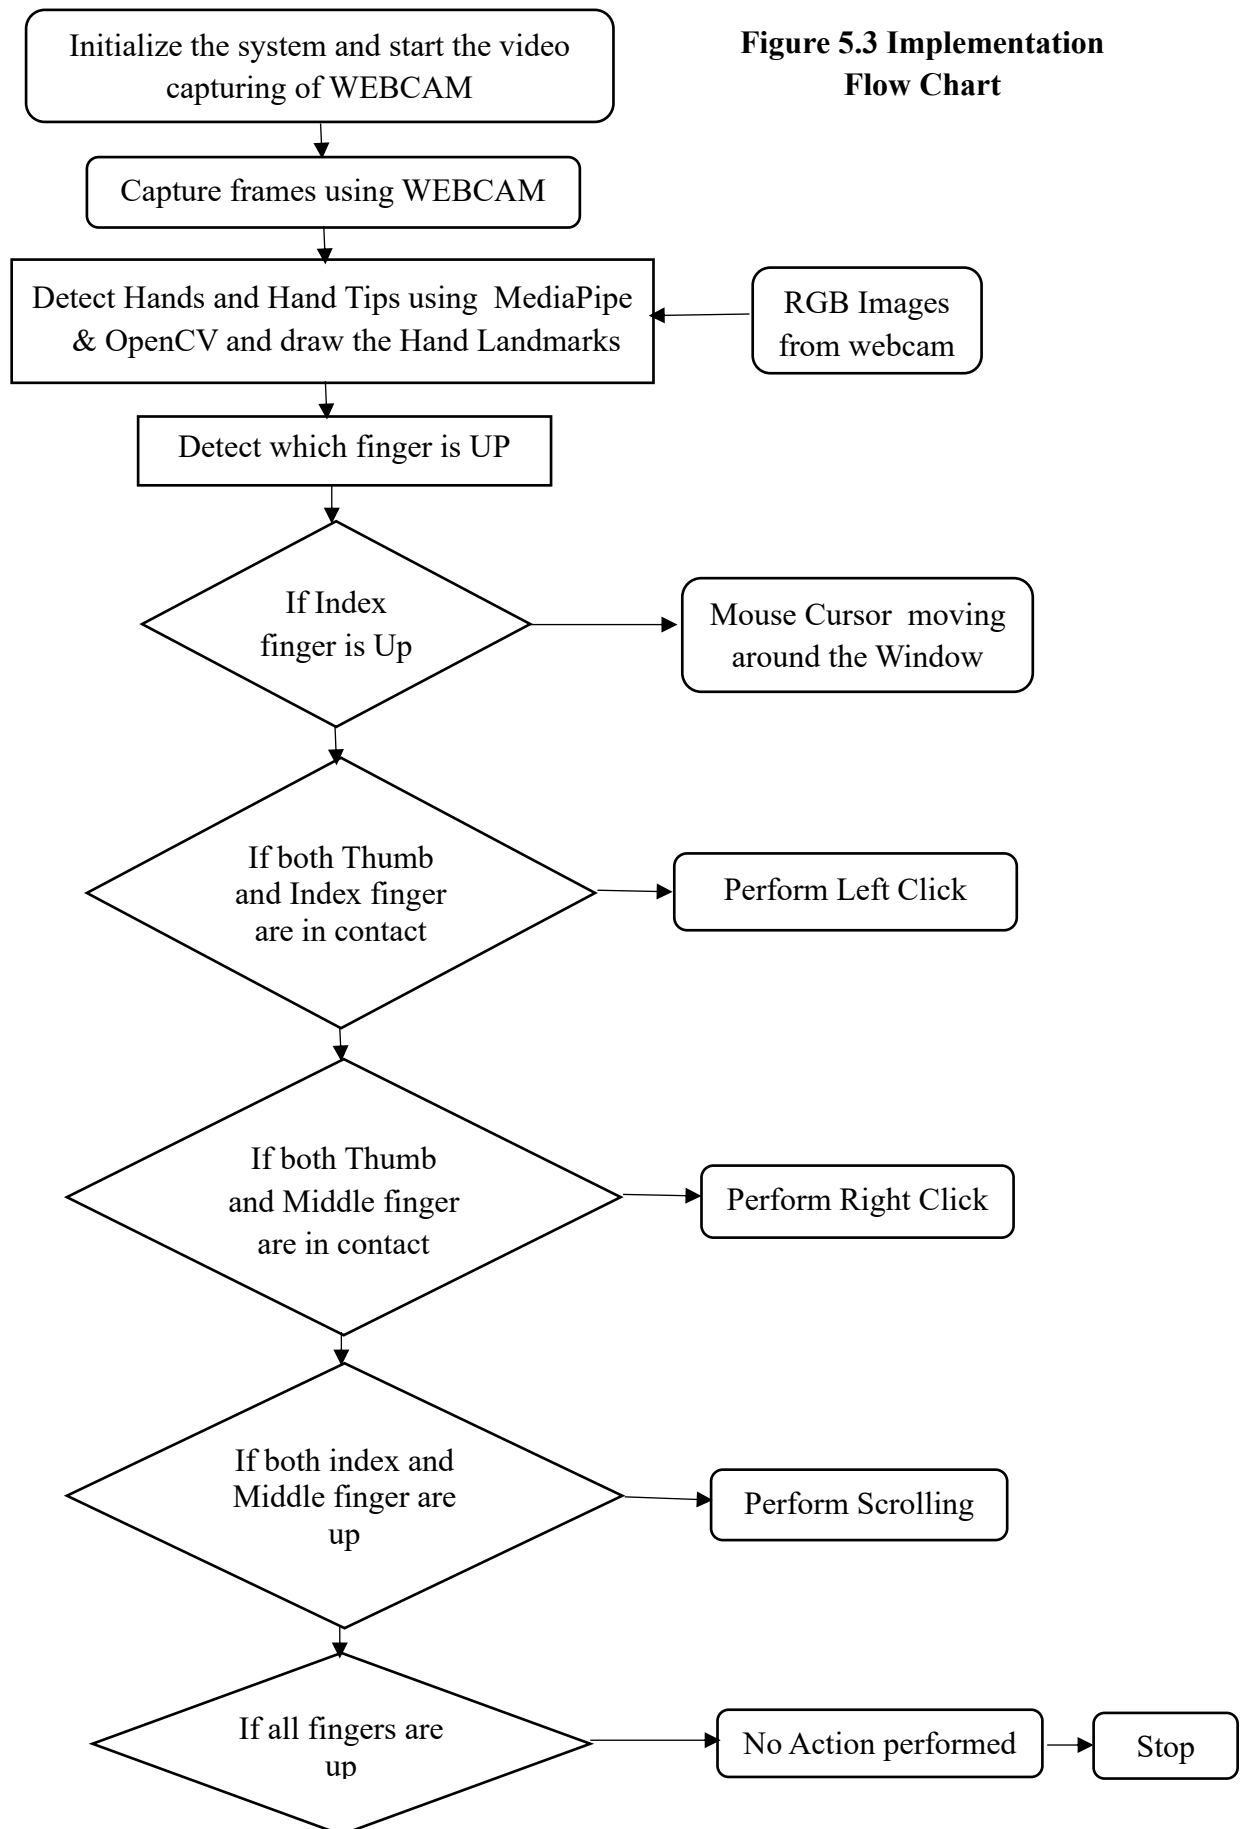 Initialize the system and start the video
capturing of WEBCAM
Figure 5.3 Implementation
Flow Chart
Capture frames using WEBCAM
Detect Hands and Hand Tips using MediaPipe
& OpenCV and draw the Hand Landmarks
RGB Images
from webcam
Detect which finger is UP
If Index
finger is Up
Mouse Cursor moving
around the Window
If both Thumb
and Index finger
are in contact
Perform Left Click
If both Thumb
and Middle finger
are in contact
Perform Right Click
If both index and
Middle finger are
up
Perform Scrolling
If all fingers are
up
No Action performed
Stop